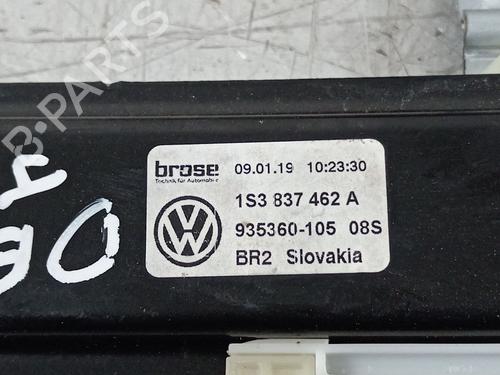 B-PARTS
brose 09.01.19 10:23:30
Technik für Automobile
1S3 837 462 A
935360-105 08S
BR2 Slovakia